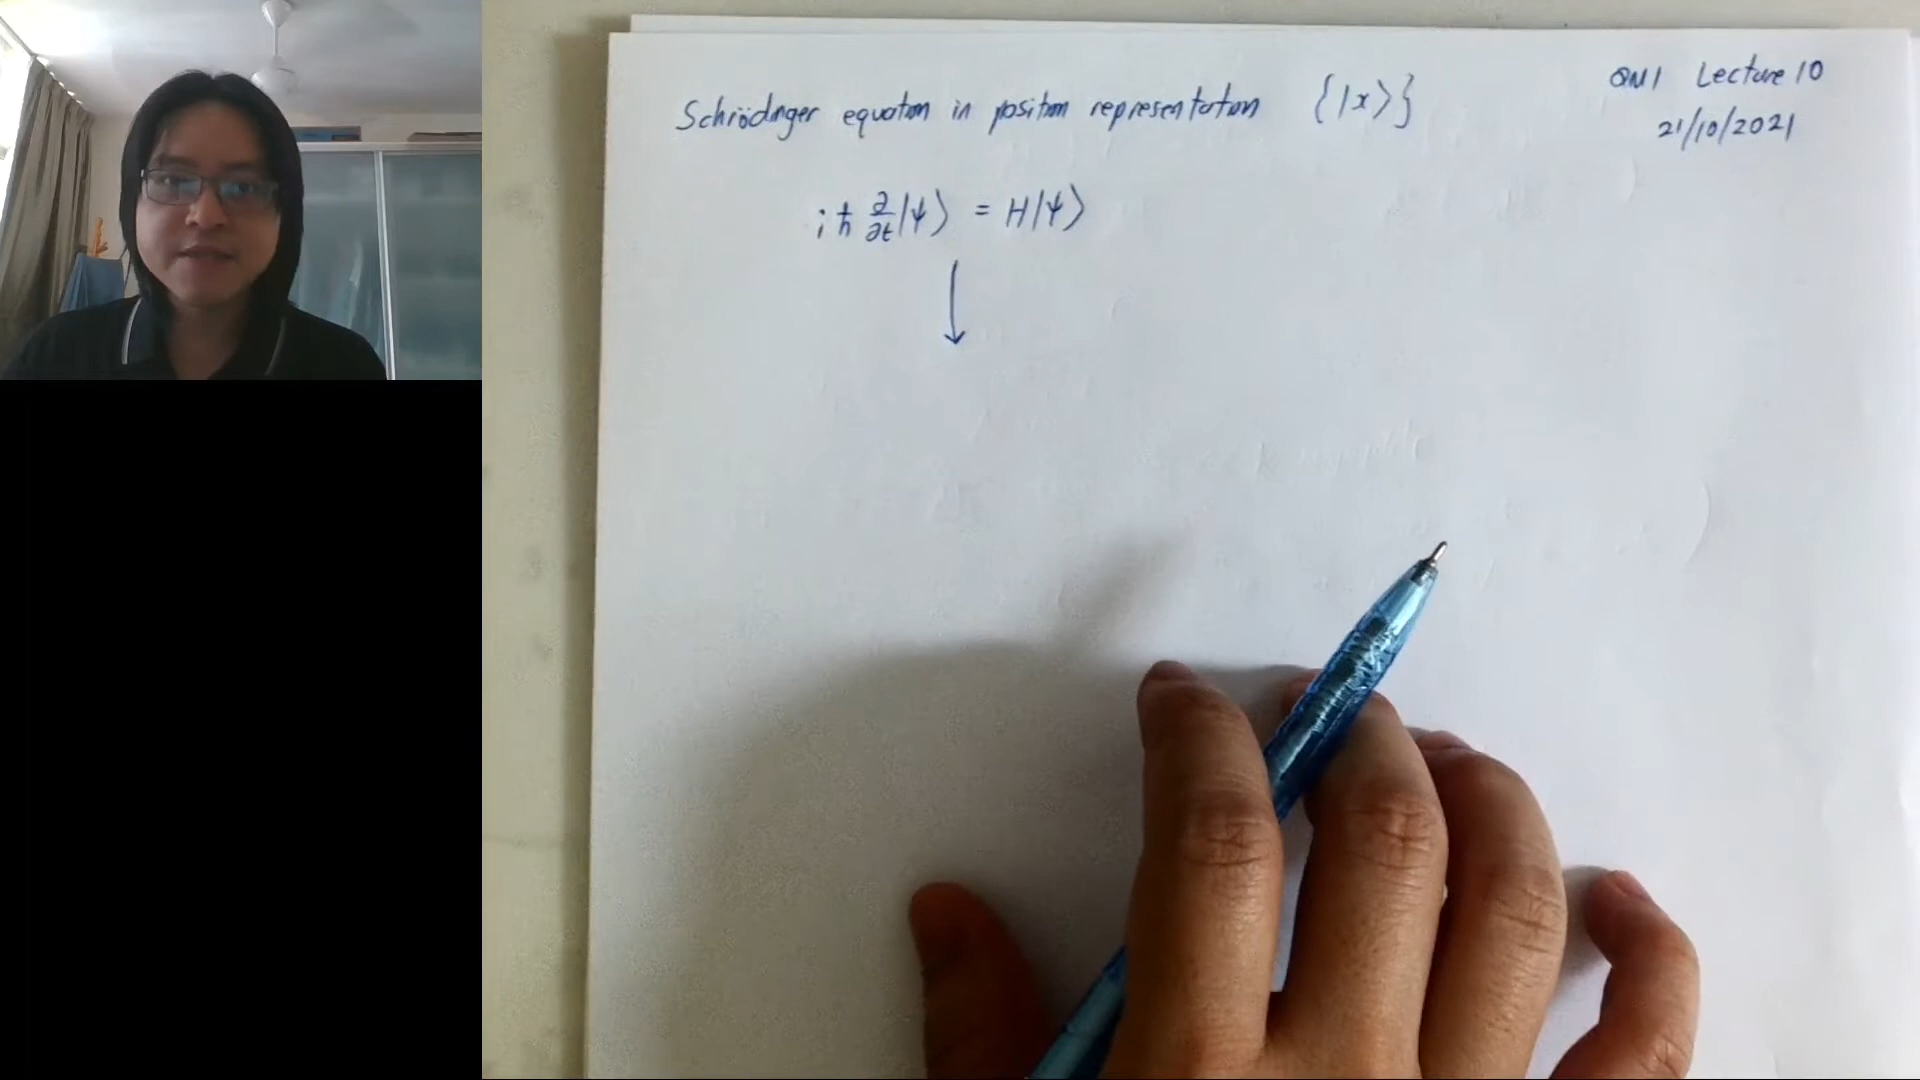 Schrödinger equation in position representation {|x⟩}
QM1 Lecture 10
21/10/2021
iħ ∂/∂t |ψ⟩ = H|ψ⟩
↓